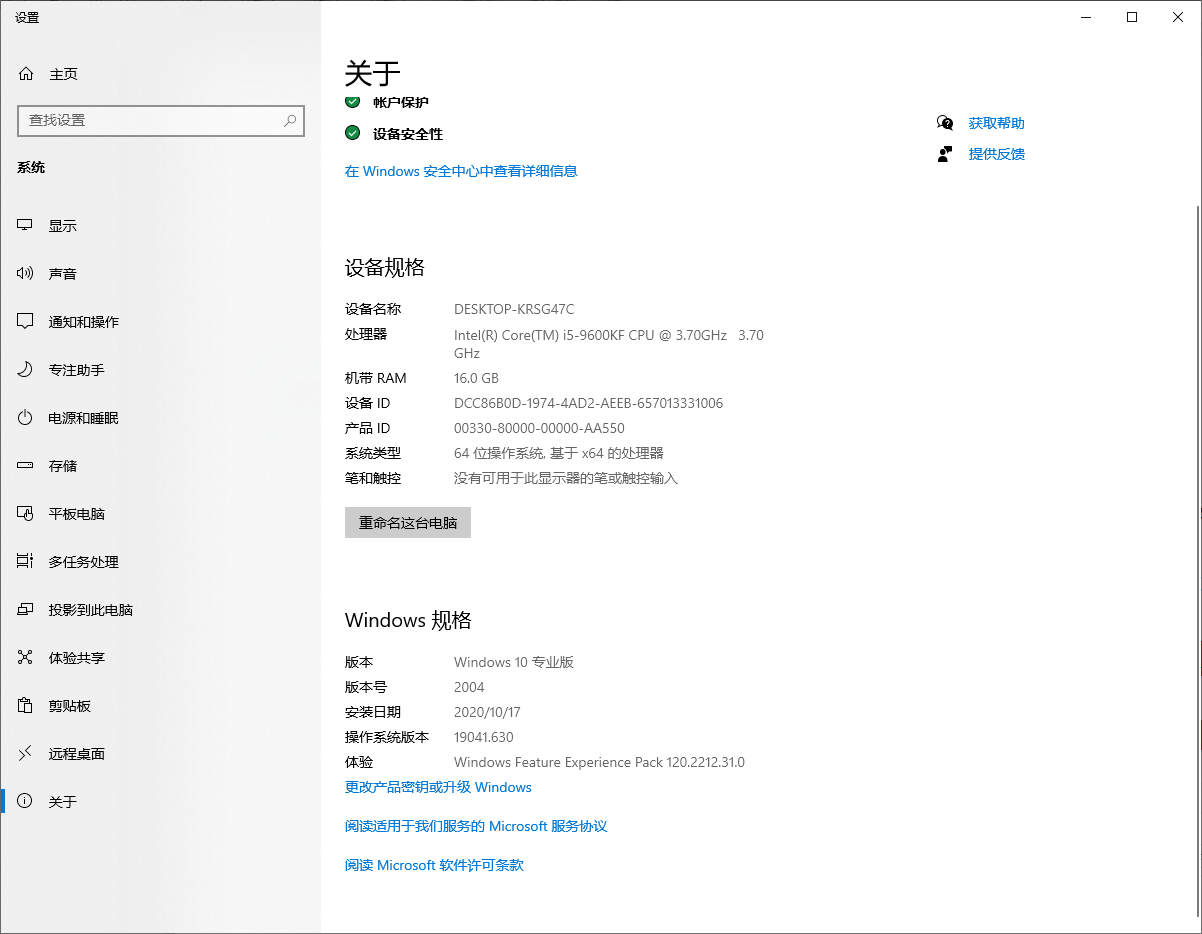 设置
主页
查找设置
系统
显示
声音
通知和操作
专注助手
电源和睡眠
存储
平板电脑
多任务处理
投影到此电脑
体验共享
剪贴板
远程桌面
关于
关于
帐户保护
设备安全性
在 Windows 安全中心中查看详细信息
设备规格
设备名称 DESKTOP-KRSG47C
处理器 Intel(R) Core(TM) i5-9600KF CPU @ 3.70GHz 3.70
GHz
机带 RAM 16.0 GB
设备 ID DCC86B0D-1974-4AD2-AEEB-657013331006
产品 ID 00330-80000-00000-AA550
系统类型 64 位操作系统, 基于 x64 的处理器
笔和触控 没有可用于此显示器的笔或触控输入
重命名这台电脑
Windows 规格
版本 Windows 10 专业版
版本号 2004
安装日期 2020/10/17
操作系统版本 19041.630
体验 Windows Feature Experience Pack 120.2212.31.0
更改产品密钥或升级 Windows
阅读适用于我们服务的 Microsoft 服务协议
阅读 Microsoft 软件许可条款
获取帮助
提供反馈